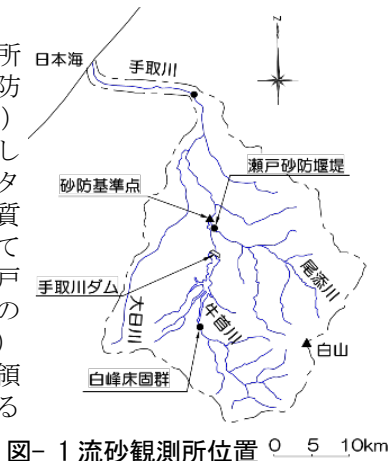 所
防
)
し
タ
質
て
戸
の
)
領
る
日本海
手取川
N
瀬戸砂防堰堤
砂防基準点
手取川ダム
尾添川
大日川
牛首川
白山
白峰床固群
図- 1 流砂観測所位置
0 5 10km